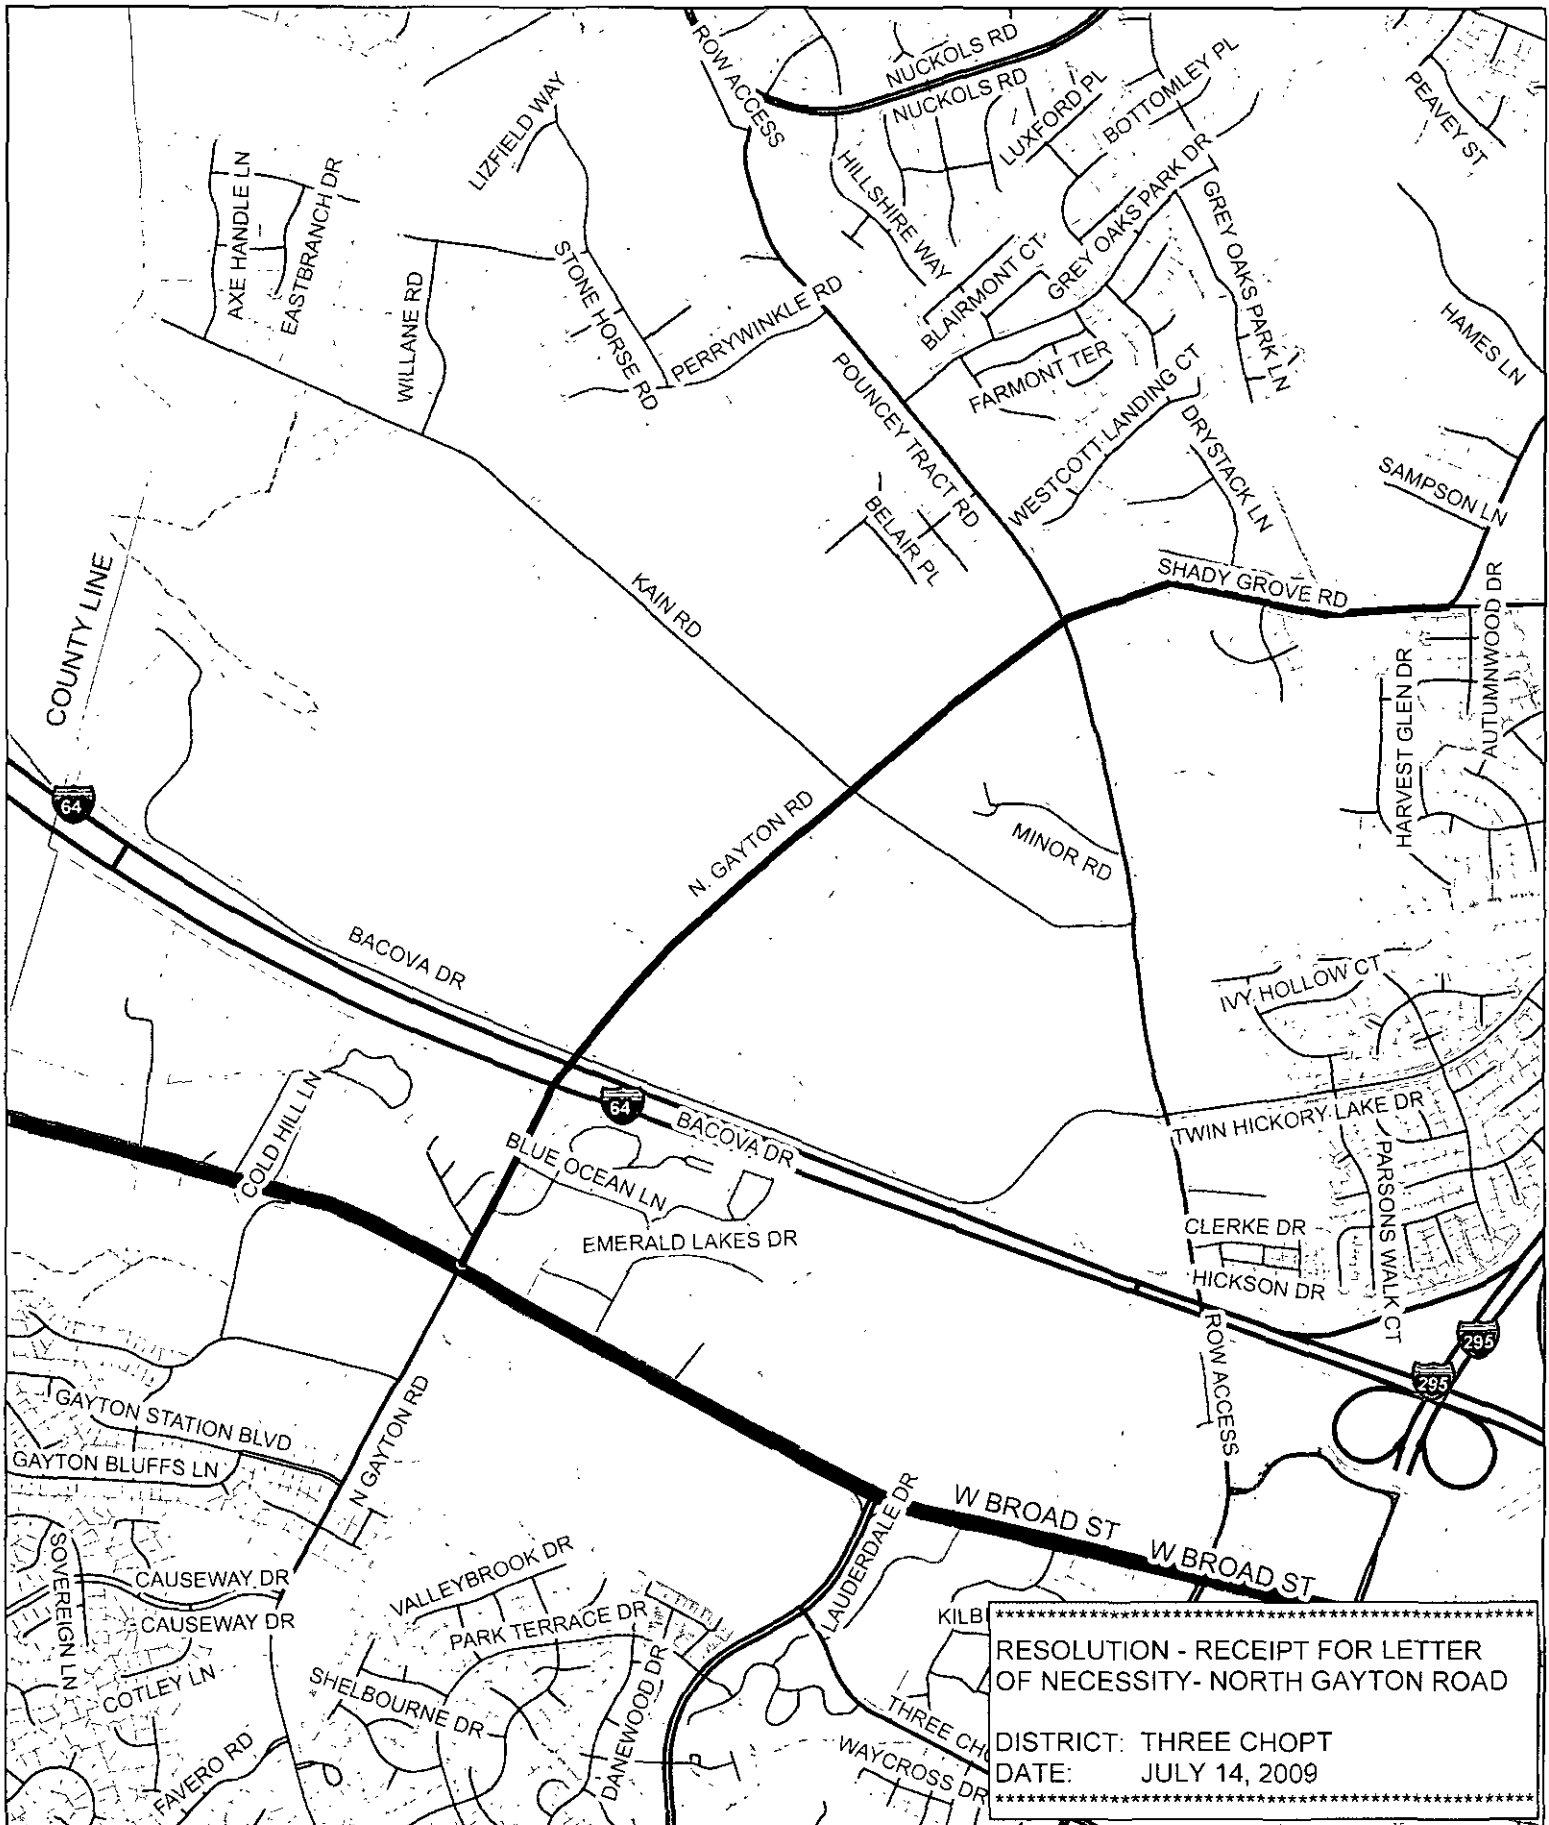 ROW ACCESS
NUCKOLS RD
NUCKOLS RD
LIZFIELD WAY
LUXFORD PL
BOTTOMLEY PL
PEAVEY ST
AXE HANDLE LN
EASTBRANCH DR
HILLSHIRE WAY
GREY OAKS PARK DR
GREY OAKS PARK LN
WILLANE RD
STONE HORSE RD
PERRYWINKLE RD
BLAIRMONT CT
HAMES LN
POUNCEY TRACT RD
FARMONT TER
WESTCOTT LANDING CT
DRYSTACK LN
SAMPSON LN
BELAIR PL
COUNTY LINE
KAIN RD
SHADY GROVE RD
AUTUMNWOOD DR
HARVEST GLEN DR
64
N. GAYTON RD
MINOR RD
BACOVA DR
IVY HOLLOW CT
COLD HILL LN
64
BACOVA DR
TWIN HICKORY LAKE DR
BLUE OCEAN LN
PARSONS WALK CT
EMERALD LAKES DR
CLERKE DR
HICKSON DR
ROW ACCESS
295
295
GAYTON STATION BLVD
N GAYTON RD
GAYTON BLUFFS LN
W BROAD ST
W BROAD ST
LAUDERDALE DR
SOVEREIGN LN
CAUSEWAY DR
CAUSEWAY DR
VALLEYBROOK DR
PARK TERRACE DR
KILB
COTLEY LN
SHELBOURNE DR
DANEWOOD DR
THREE CHO
FAVERO RD
WAYCROSS DR
****************************************************
RESOLUTION - RECEIPT FOR LETTER
OF NECESSITY- NORTH GAYTON ROAD
DISTRICT: THREE CHOPT
DATE: JULY 14, 2009
****************************************************